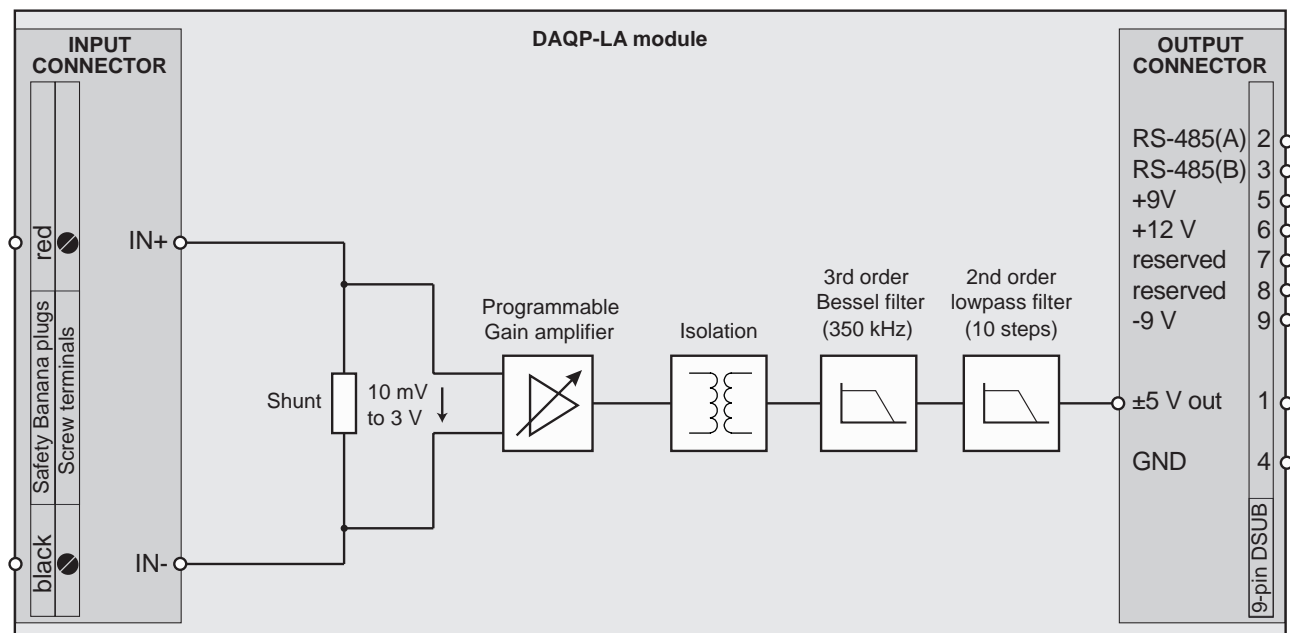 DAQP-LA module
INPUT
CONNECTOR
Safety Banana plugs
Screw terminals
red
black
IN+
IN-
Shunt
10 mV
to 3 V
Programmable
Gain amplifier
Isolation
3rd order
Bessel filter
(350 kHz)
2nd order
lowpass filter
(10 steps)
OUTPUT
CONNECTOR
RS-485(A) 2
RS-485(B) 3
+9V 5
+12 V 6
reserved 7
reserved 8
-9 V 9
±5 V out 1
GND 4
9-pin DSUB